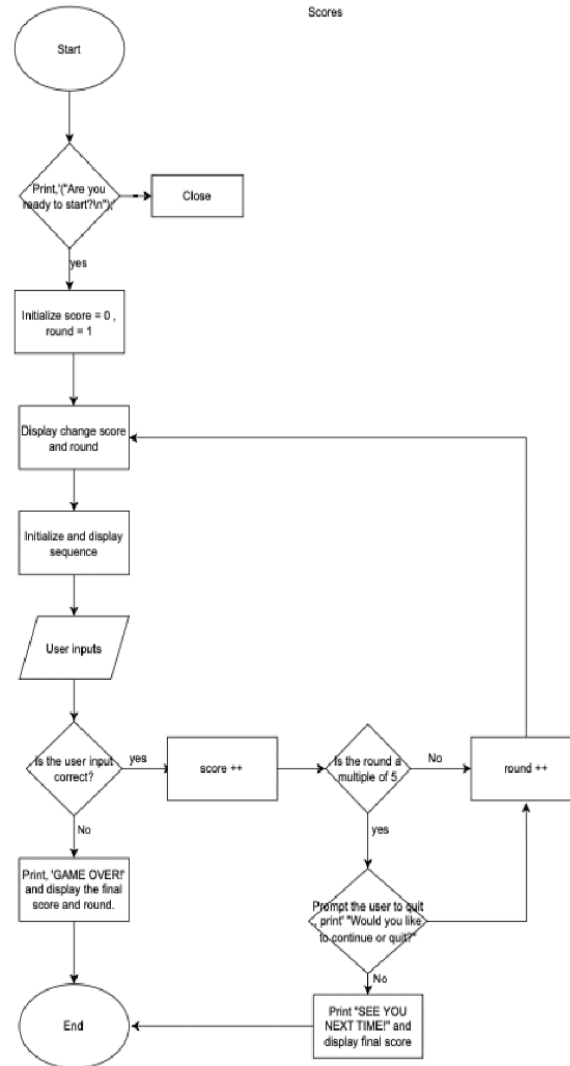 Scores
Start
Print,'("Are you
ready to start?\n");'
Close
yes
Initialize score = 0 ,
round = 1
Display change score
and round
Initialize and display
sequence
User inputs
Is the user input
correct?
yes
score ++
Is the round a
multiple of 5
No
round ++
No
yes
Print, 'GAME OVER!'
and display the final
score and round.
Prompt the user to quit
, print' "Would you like
to continue or quit?"
No
Print "SEE YOU
NEXT TIME!" and
display final score
End